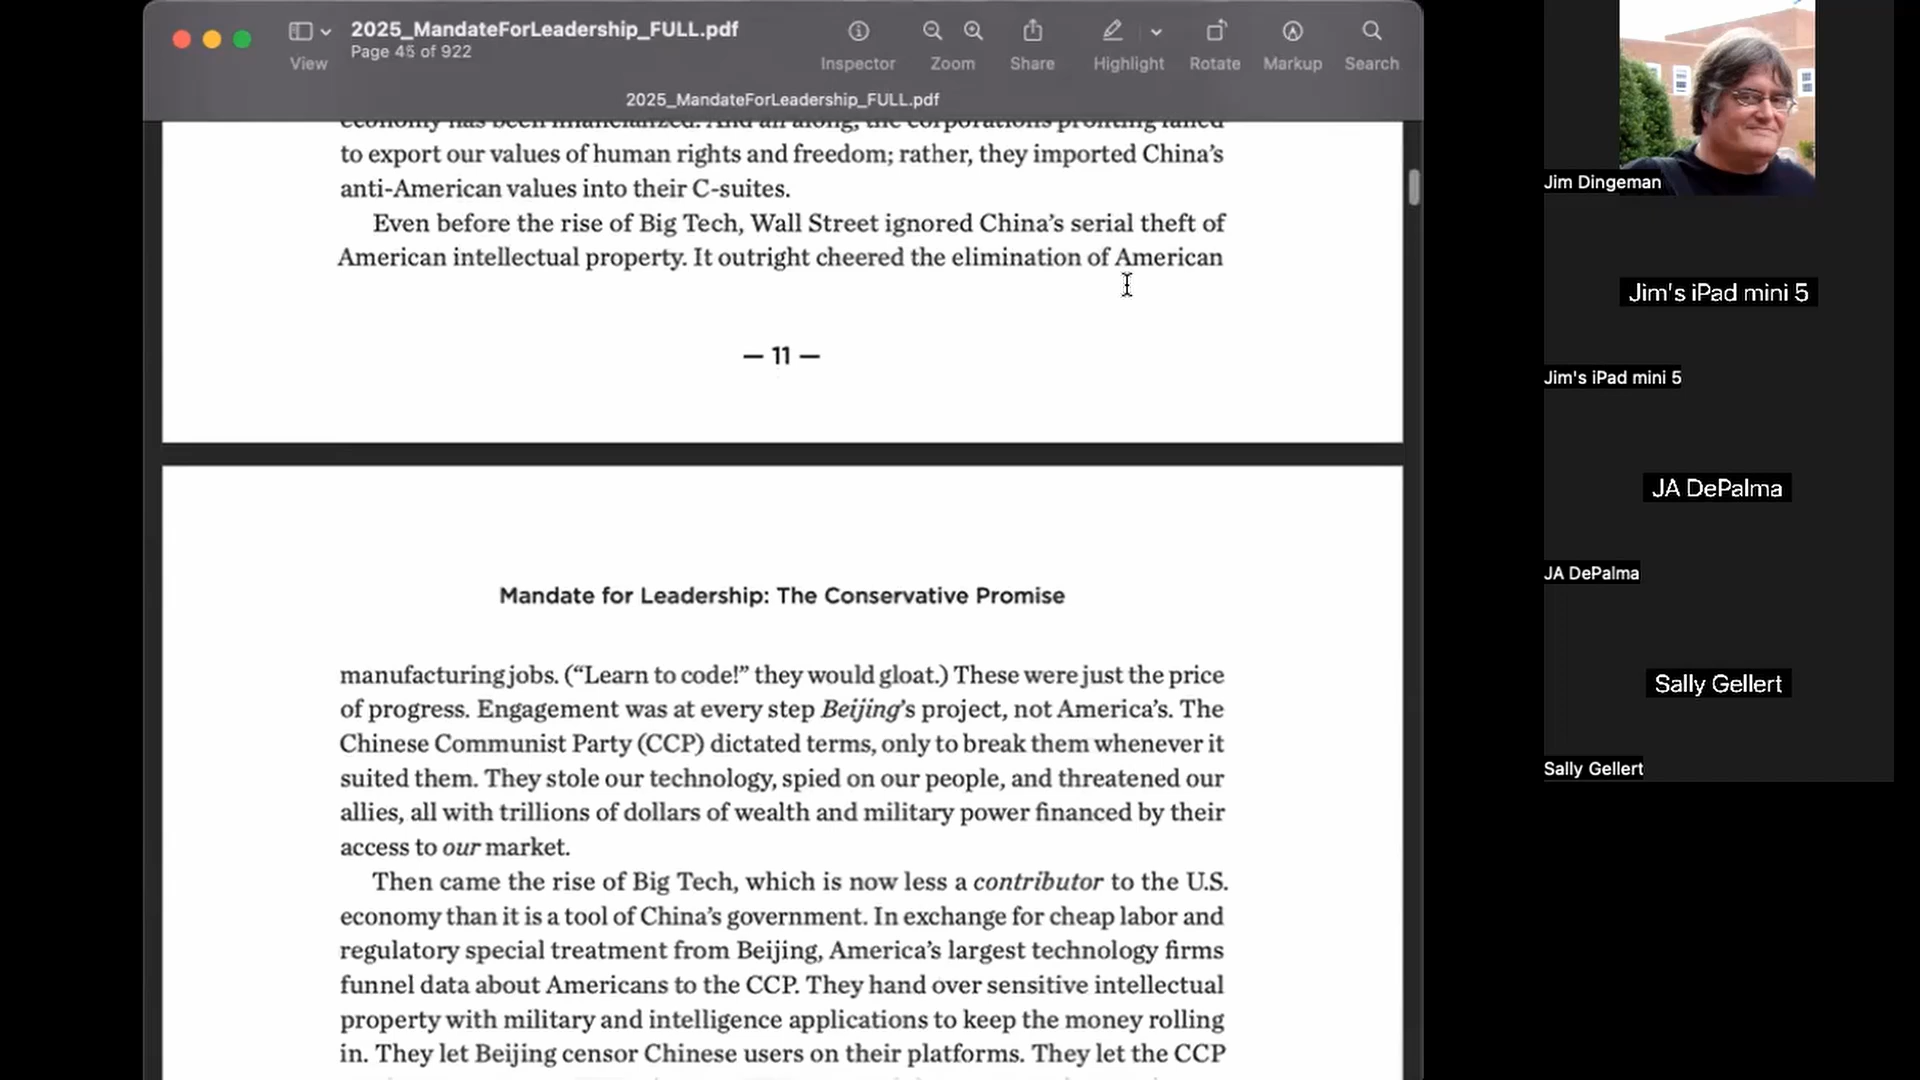 2025_MandateForLeadership_FULL.pdf
Page 45 of 922
View
Inspector
Zoom
Share
Highlight
Rotate
Markup
Search
2025_MandateForLeadership_FULL.pdf
economy has been financialized. And all along, the corporations profiting failed
to export our values of human rights and freedom; rather, they imported China’s
anti-American values into their C-suites.
Even before the rise of Big Tech, Wall Street ignored China’s serial theft of
American intellectual property. It outright cheered the elimination of American
— 11 —
Mandate for Leadership: The Conservative Promise
manufacturing jobs. (“Learn to code!” they would gloat.) These were just the price
of progress. Engagement was at every step Beijing’s project, not America’s. The
Chinese Communist Party (CCP) dictated terms, only to break them whenever it
suited them. They stole our technology, spied on our people, and threatened our
allies, all with trillions of dollars of wealth and military power financed by their
access to our market.
Then came the rise of Big Tech, which is now less a contributor to the U.S.
economy than it is a tool of China’s government. In exchange for cheap labor and
regulatory special treatment from Beijing, America’s largest technology firms
funnel data about Americans to the CCP. They hand over sensitive intellectual
property with military and intelligence applications to keep the money rolling
in. They let Beijing censor Chinese users on their platforms. They let the CCP
Jim Dingeman
Jim's iPad mini 5
Jim's iPad mini 5
JA DePalma
JA DePalma
Sally Gellert
Sally Gellert